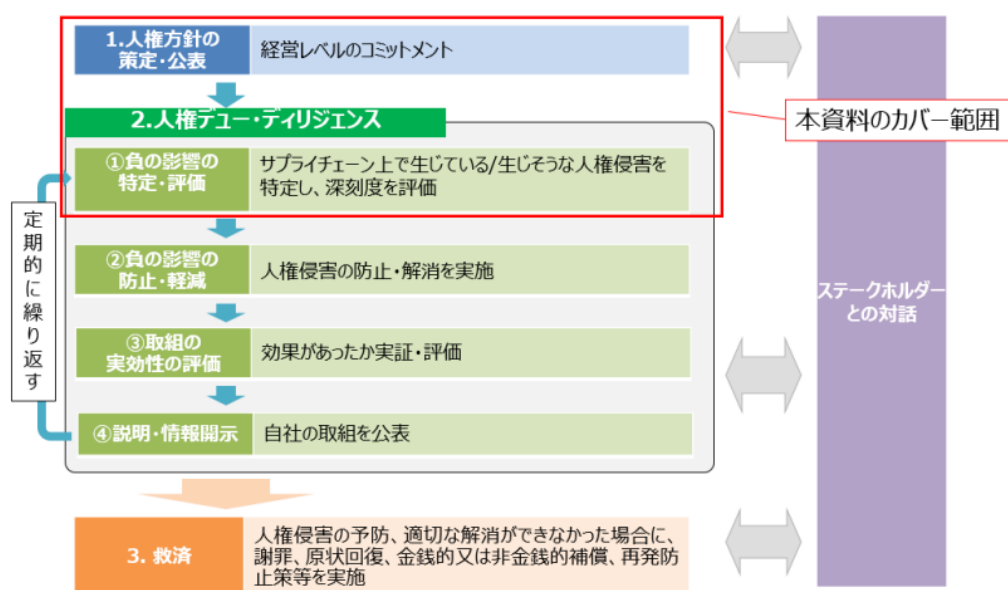 1.人権方針の
策定・公表
経営レベルのコミットメント
2.人権デュー・ディリジェンス
本資料のカバー範囲
①負の影響の
特定・評価
サプライチェーン上で生じている/生じそうな人権侵害を
特定し、深刻度を評価
定期的に繰り返す
②負の影響の
防止・軽減
人権侵害の防止・解消を実施
ステークホルダー
との対話
③取組の
実効性の評価
効果があったか実証・評価
④説明・情報開示
自社の取組を公表
3. 救済
人権侵害の予防、適切な解消ができなかった場合に、
謝罪、原状回復、金銭的又は非金銭的補償、再発防
止策等を実施